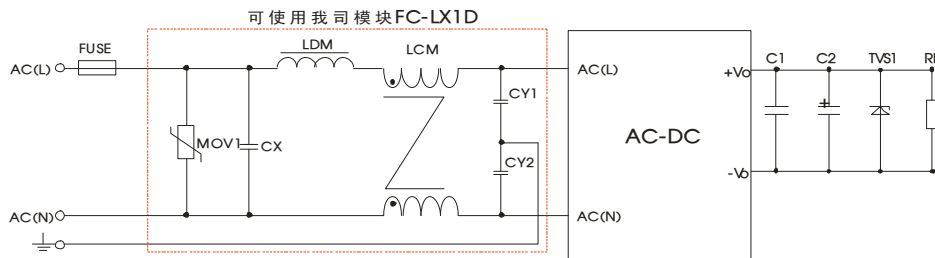 可使用我司模块FC-LX1D
FUSE
LDM
LCM
AC(L)
AC(L)
+Vo
C1
C2
TVS1
MOV1
CX
CY1
CY2
AC-DC
-Vo
AC(N)
AC(N)